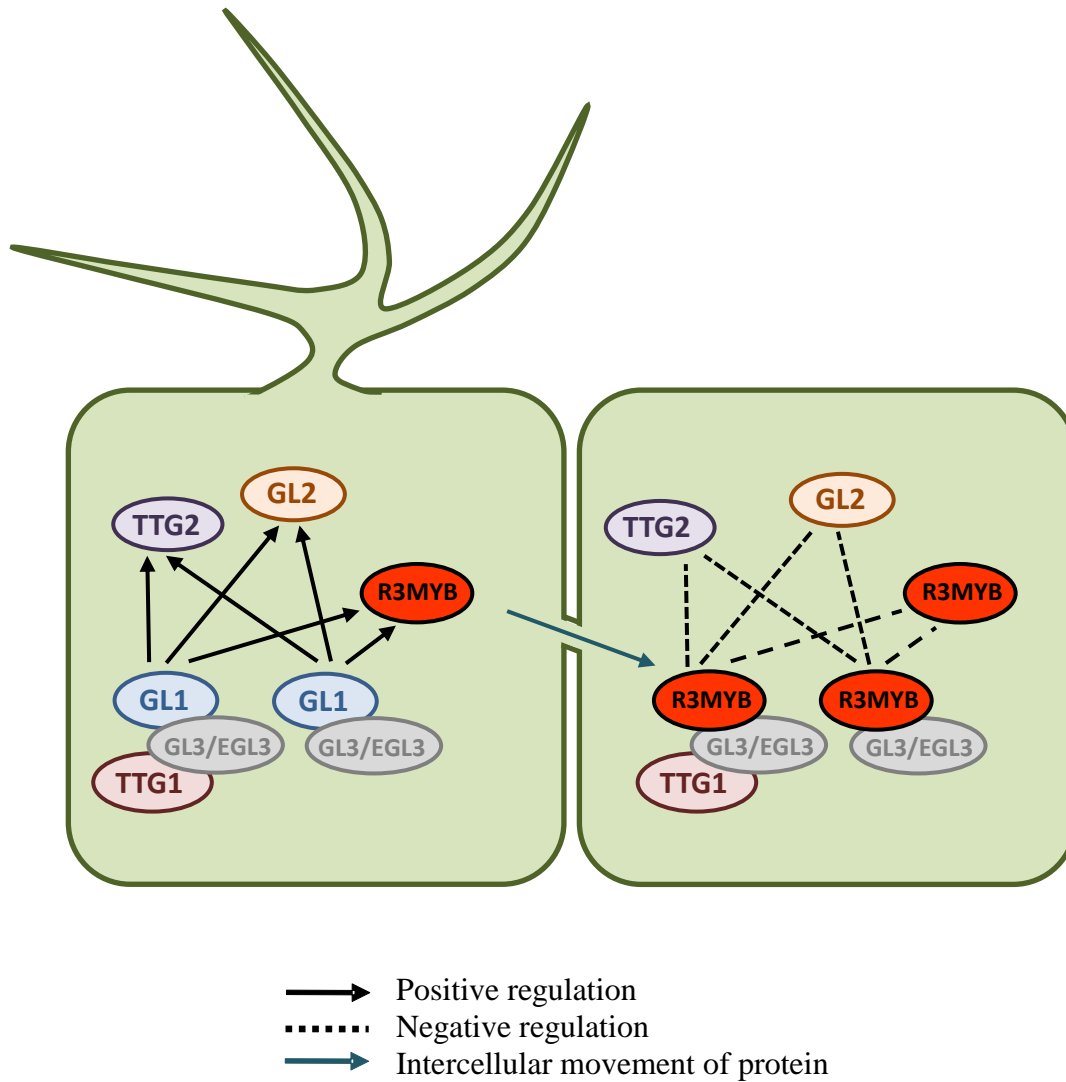 GL2
TTG2
R3MYB
GL1
GL1
GL3/EGL3
GL3/EGL3
TTG1
GL2
TTG2
R3MYB
R3MYB
R3MYB
GL3/EGL3
GL3/EGL3
TTG1
Positive regulation
Negative regulation
Intercellular movement of protein